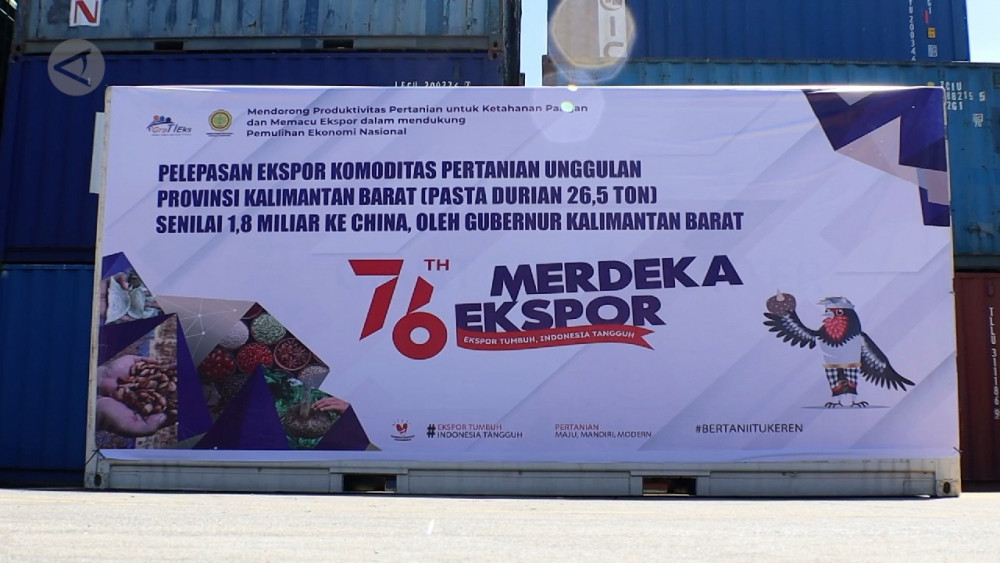 N
IC
GraTIEks
Mendorong Produktivitas Pertanian untuk Ketahanan Pangan
dan Memacu Ekspor dalam mendukung
Pemulihan Ekonomi Nasional
PELEPASAN EKSPOR KOMODITAS PERTANIAN UNGGULAN
PROVINSI KALIMANTAN BARAT (PASTA DURIAN 26,5 TON)
SENILAI 1,8 MILIAR KE CHINA, OLEH GUBERNUR KALIMANTAN BARAT
76TH
MERDEKA
EKSPOR
EKSPOR TUMBUH, INDONESIA TANGGUH
#EKSPOR TUMBUH
INDONESIA TANGGUH
PERTANIAN
MAJU, MANDIRI, MODERN
#BERTANIITUKEREN